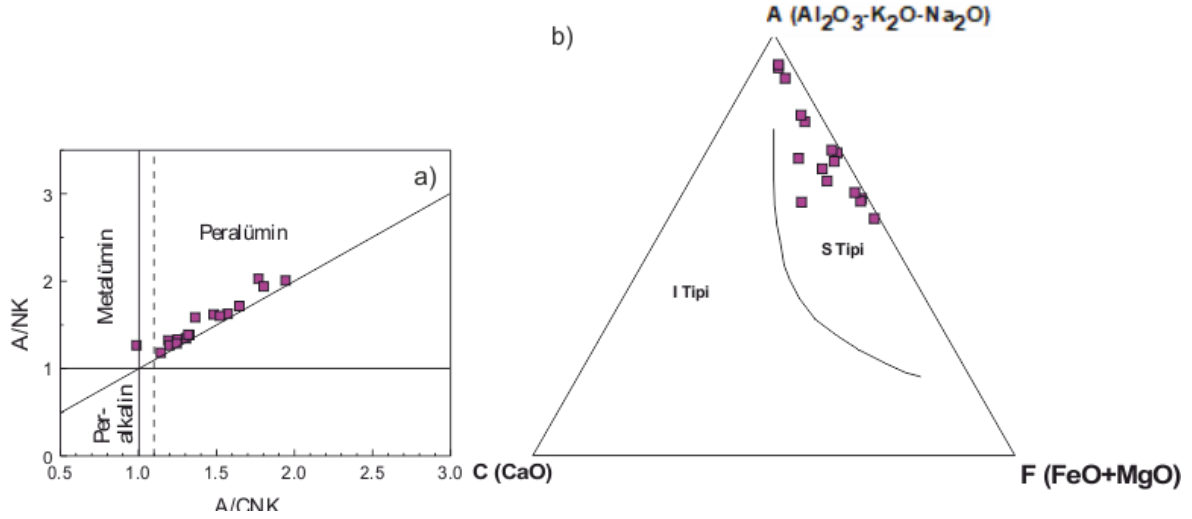 a)
Peralümin
Metalümin
Per-
alkalin
A/NK
3
2
1
0
0.5
1.0
1.5
2.0
2.5
3.0
A/CNK
b)
A (Al₂O₃-K₂O-Na₂O)
I Tipi
S Tipi
C (CaO)
F (FeO+MgO)